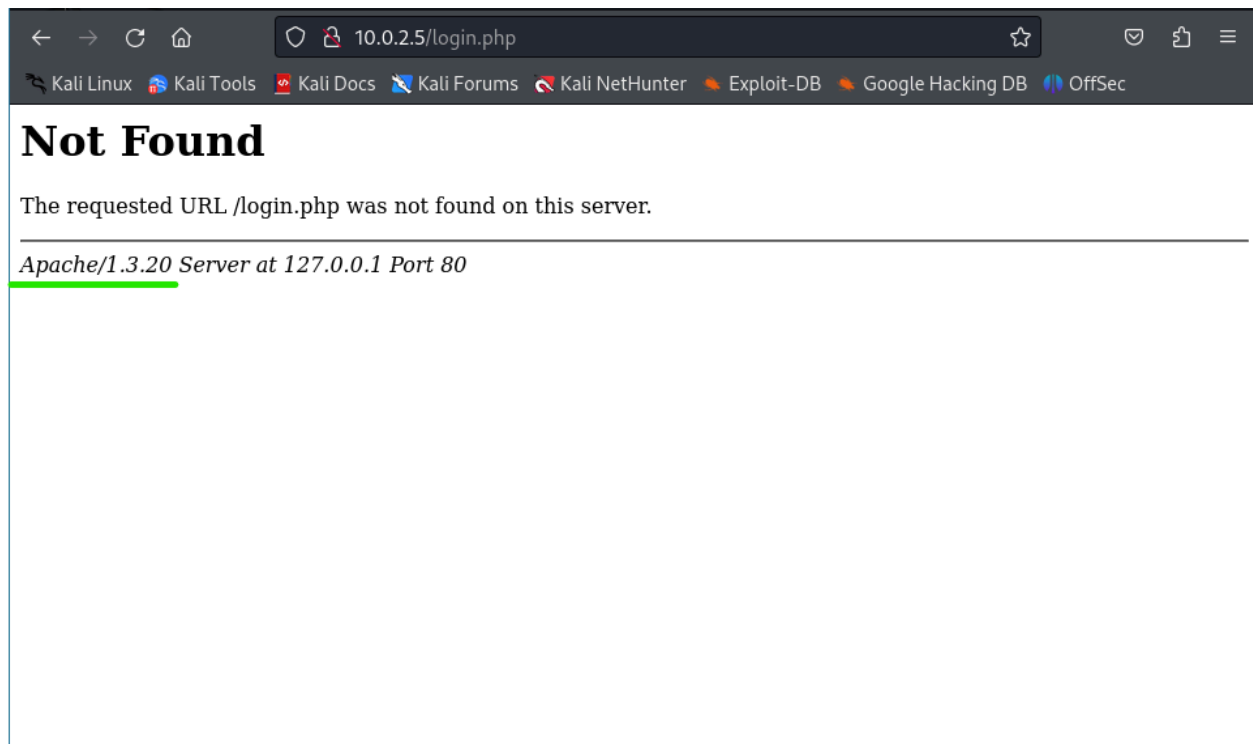 10.0.2.5/login.php
Kali Linux Kali Tools Kali Docs Kali Forums Kali NetHunter Exploit-DB Google Hacking DB OffSec
Not Found
The requested URL /login.php was not found on this server.
Apache/1.3.20 Server at 127.0.0.1 Port 80